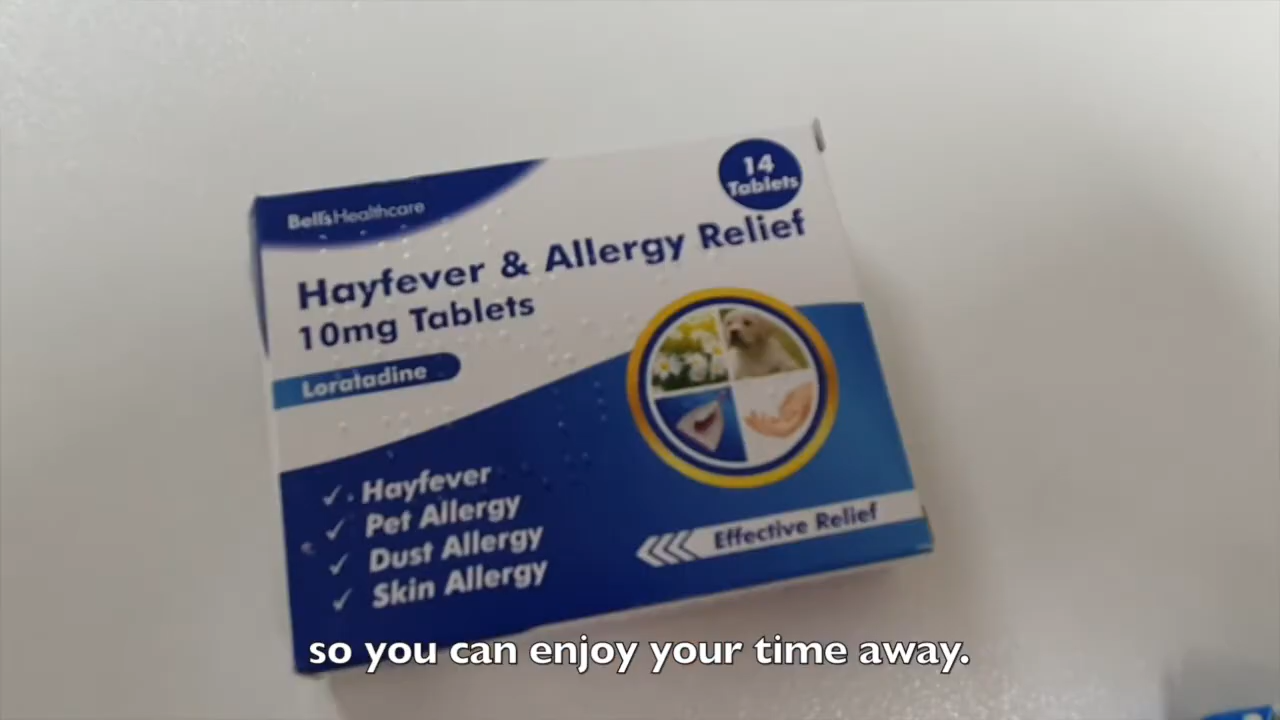 14
Tablets
Bell'sHealthcare
Hayfever & Allergy Relief
10mg Tablets
Loratadine
Hayfever
Pet Allergy
Dust Allergy
Skin Allergy
Effective Relief
so you can enjoy your time away.